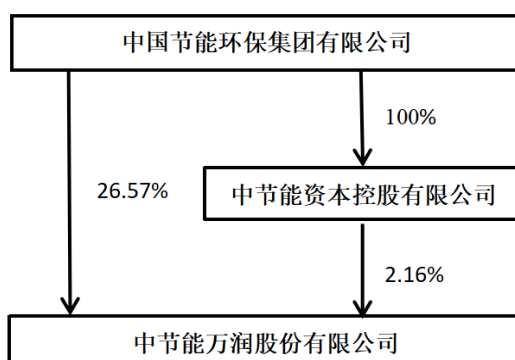 中国节能环保集团有限公司
100%
26.57%
中节能资本控股有限公司
2.16%
中节能万润股份有限公司